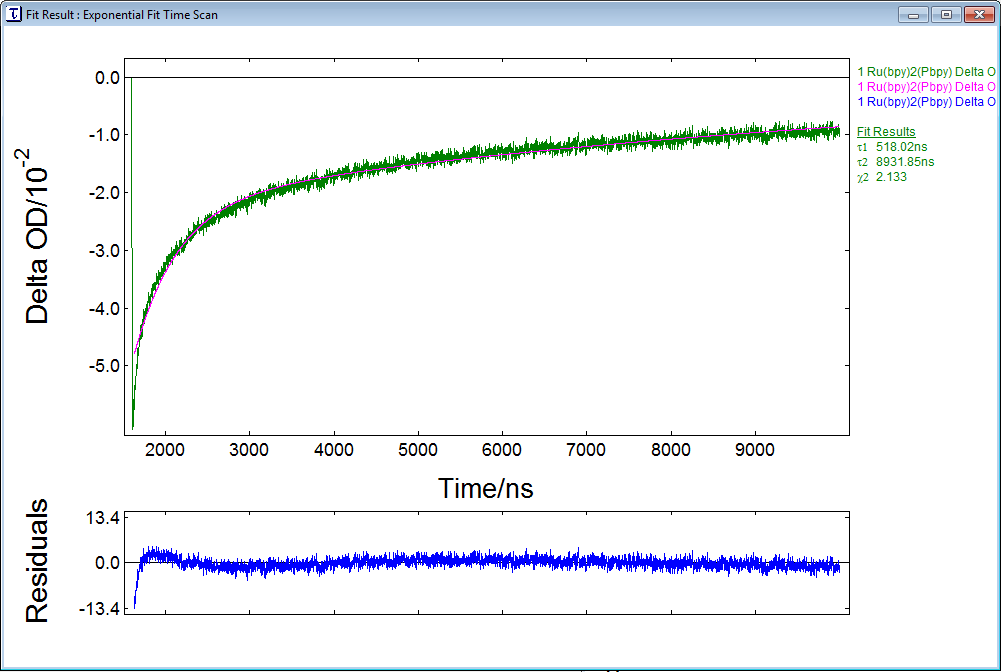 Fit Result : Exponential Fit Time Scan
1 Ru(bpy)2(Pbpy) Delta O
1 Ru(bpy)2(Pbpy) Delta O
1 Ru(bpy)2(Pbpy) Delta O
Fit Results
τ1 518.02ns
τ2 8931.85ns
χ2 2.133
Delta OD/10-2
0.0
-1.0
-2.0
-3.0
-4.0
-5.0
2000 3000 4000 5000 6000 7000 8000 9000
Time/ns
Residuals
13.4
0.0
-13.4